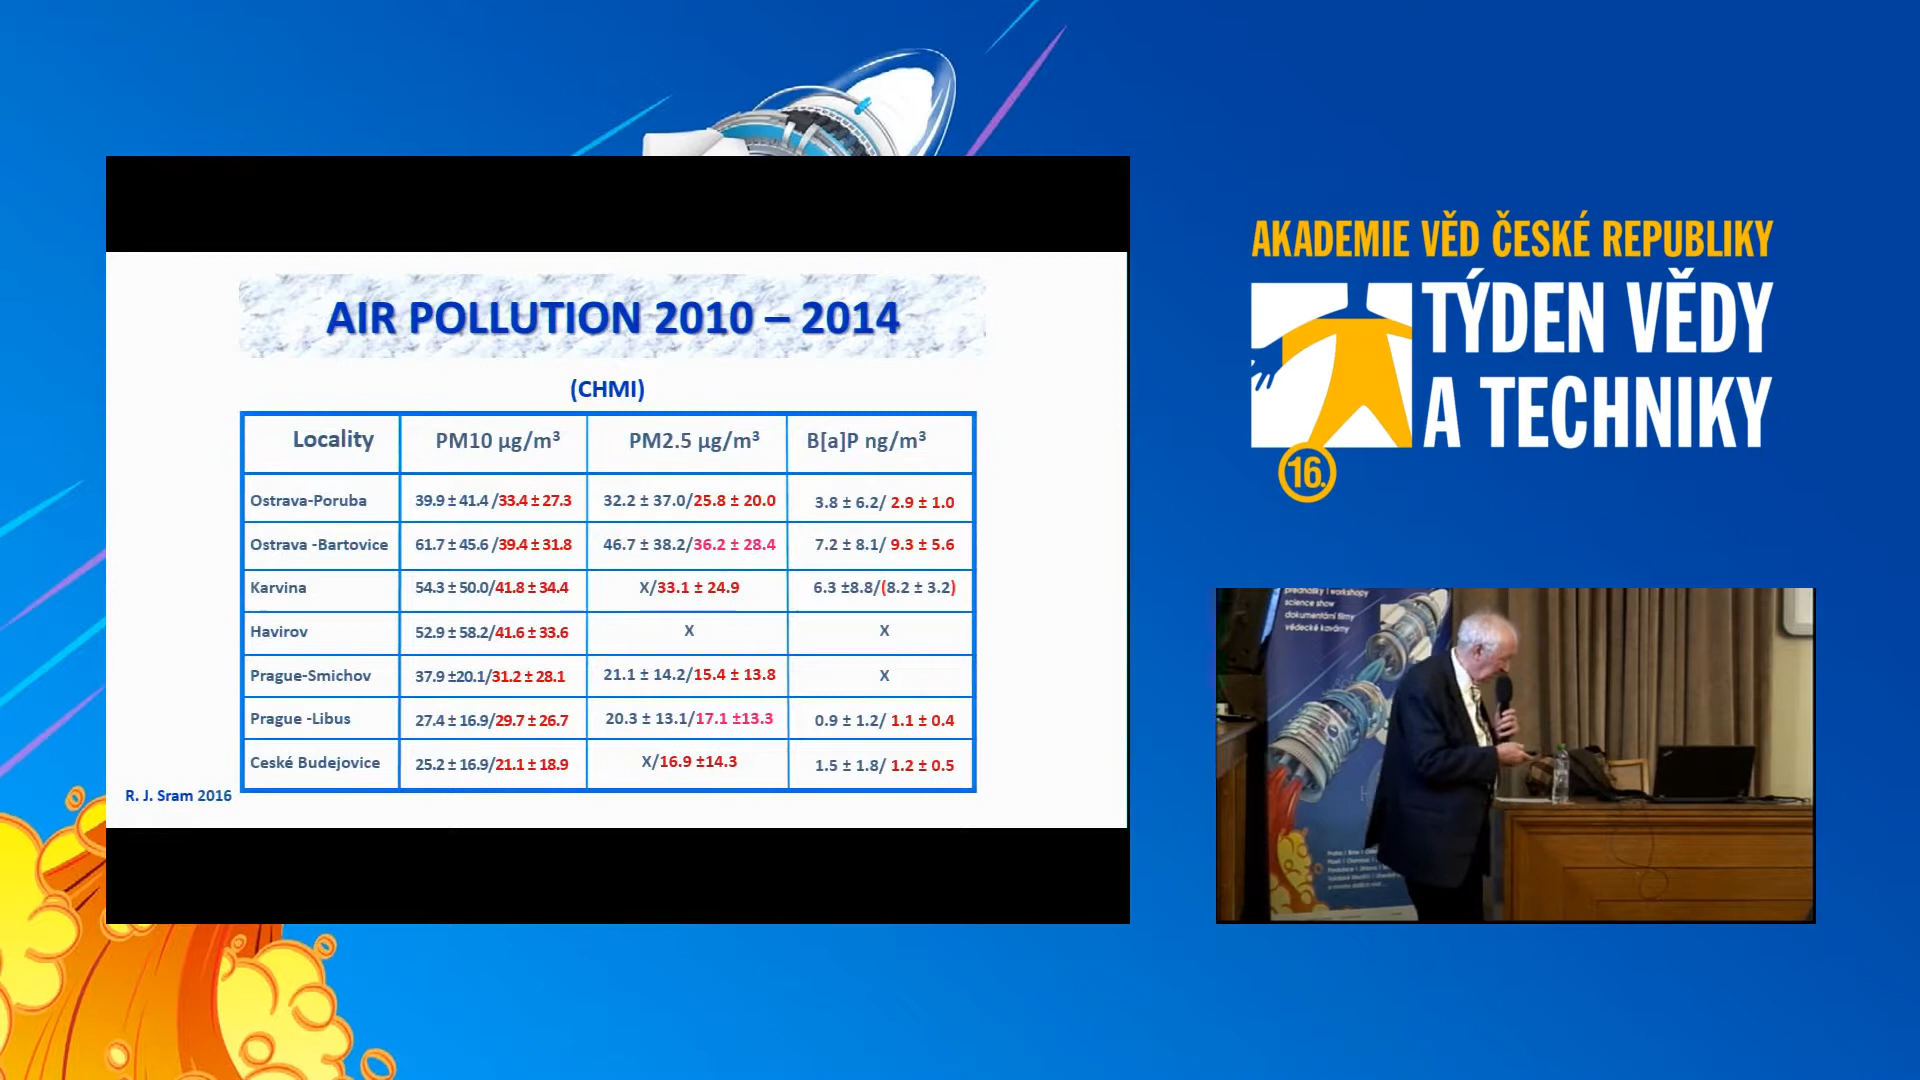 AIR POLLUTION 2010 – 2014
(CHMI)
Locality PM10 µg/m³ PM2.5 µg/m³ B[a]P ng/m³
Ostrava-Poruba 39.9 ± 41.4 /33.4 ± 27.3 32.2 ± 37.0/25.8 ± 20.0 3.8 ± 6.2/ 2.9 ± 1.0
Ostrava -Bartovice 61.7 ± 45.6 /39.4 ± 31.8 46.7 ± 38.2/36.2 ± 28.4 7.2 ± 8.1/ 9.3 ± 5.6
Karvina 54.3 ± 50.0/41.8 ± 34.4 X/33.1 ± 24.9 6.3 ±8.8/(8.2 ± 3.2)
Havirov 52.9 ± 58.2/41.6 ± 33.6 X X
Prague-Smichov 37.9 ±20.1/31.2 ± 28.1 21.1 ± 14.2/15.4 ± 13.8 X
Prague -Libus 27.4 ± 16.9/29.7 ± 26.7 20.3 ± 13.1/17.1 ±13.3 0.9 ± 1.2/ 1.1 ± 0.4
Ceské Budejovice 25.2 ± 16.9/21.1 ± 18.9 X/16.9 ±14.3 1.5 ± 1.8/ 1.2 ± 0.5
R. J. Sram 2016
AKADEMIE VĚD ČESKÉ REPUBLIKY
TÝDEN VĚDY
A TECHNIKY
16.
přednášky | workshopy
science show
dokumentární filmy
vědecké kavárny